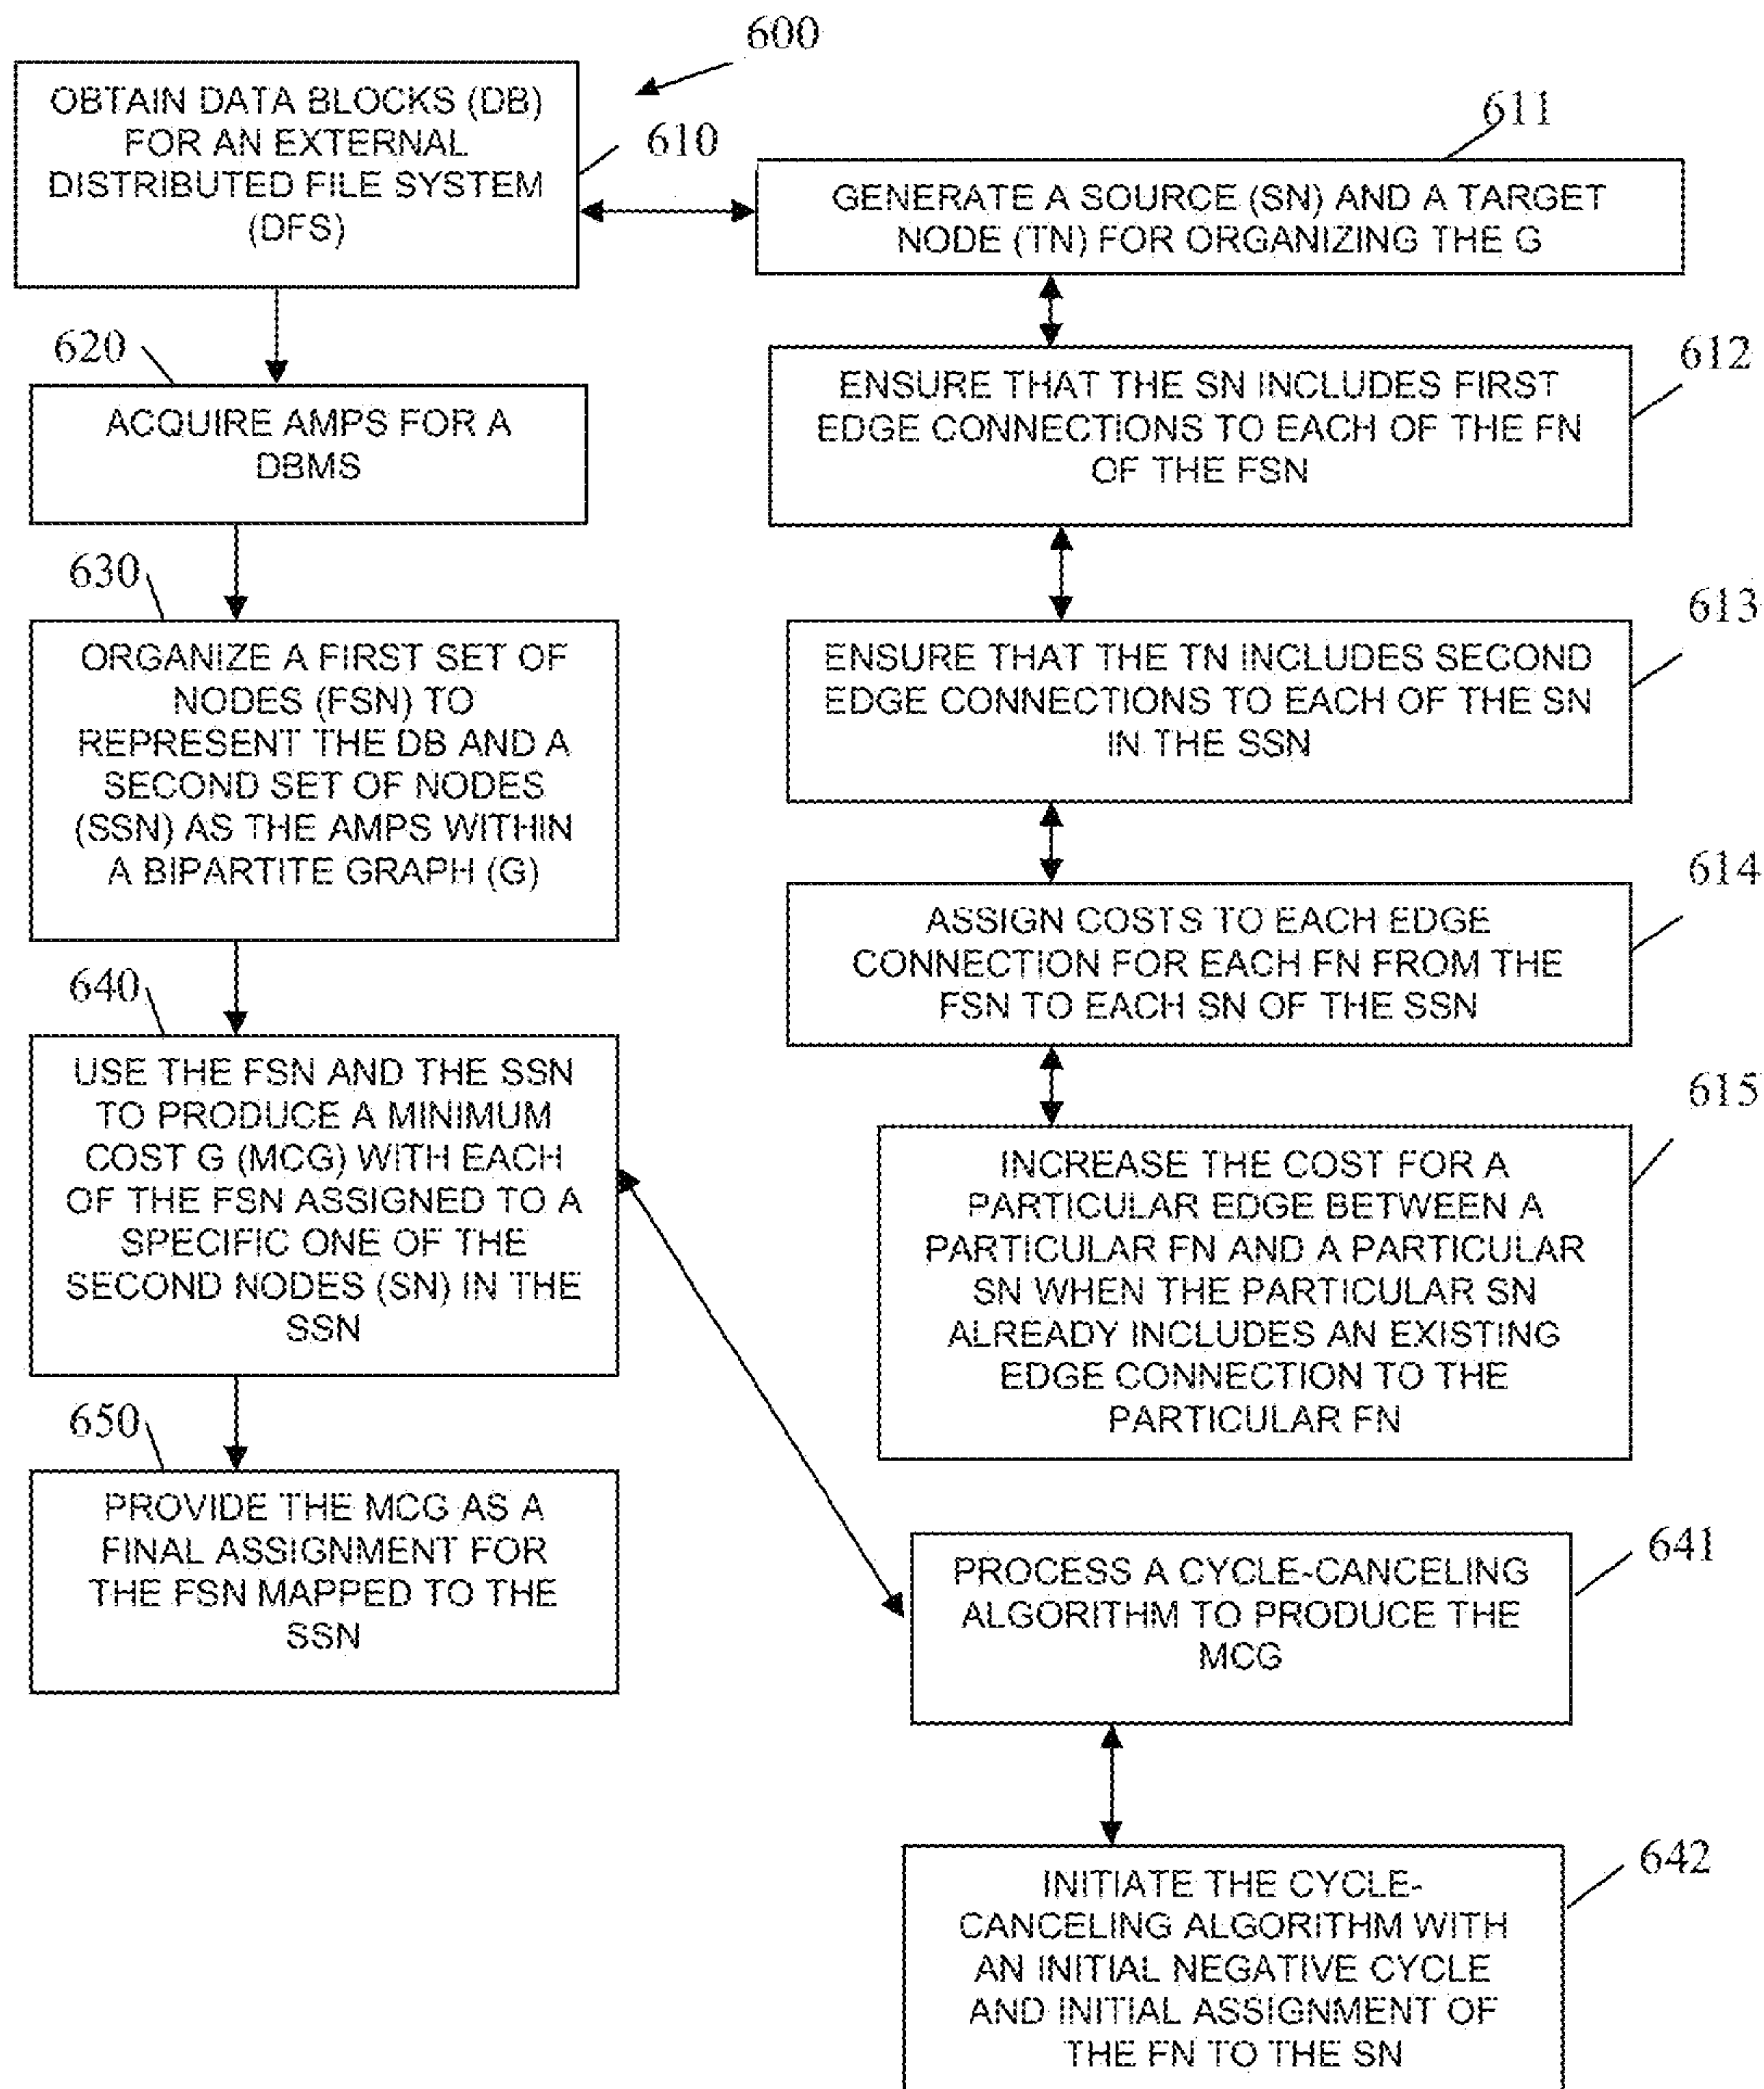 600
OBTAIN DATA BLOCKS (DB)
FOR AN EXTERNAL
DISTRIBUTED FILE SYSTEM
(DFS)
610
611
GENERATE A SOURCE (SN) AND A TARGET
NODE (TN) FOR ORGANIZING THE G
620
ACQUIRE AMPS FOR A
DBMS
612
ENSURE THAT THE SN INCLUDES FIRST
EDGE CONNECTIONS TO EACH OF THE FN
OF THE FSN
630
ORGANIZE A FIRST SET OF
NODES (FSN) TO
REPRESENT THE DB AND A
SECOND SET OF NODES
(SSN) AS THE AMPS WITHIN
A BIPARTITE GRAPH (G)
613
ENSURE THAT THE TN INCLUDES SECOND
EDGE CONNECTIONS TO EACH OF THE SN
IN THE SSN
614
ASSIGN COSTS TO EACH EDGE
CONNECTION FOR EACH FN FROM THE
FSN TO EACH SN OF THE SSN
640
USE THE FSN AND THE SSN
TO PRODUCE A MINIMUM
COST G (MCG) WITH EACH
OF THE FSN ASSIGNED TO A
SPECIFIC ONE OF THE
SECOND NODES (SN) IN THE
SSN
615
INCREASE THE COST FOR A
PARTICULAR EDGE BETWEEN A
PARTICULAR FN AND A PARTICULAR
SN WHEN THE PARTICULAR SN
ALREADY INCLUDES AN EXISTING
EDGE CONNECTION TO THE
PARTICULAR FN
650
PROVIDE THE MCG AS A
FINAL ASSIGNMENT FOR
THE FSN MAPPED TO THE
SSN
641
PROCESS A CYCLE-CANCELING
ALGORITHM TO PRODUCE THE
MCG
642
INITIATE THE CYCLE-
CANCELING ALGORITHM WITH
AN INITIAL NEGATIVE CYCLE
AND INITIAL ASSIGNMENT OF
THE FN TO THE SN